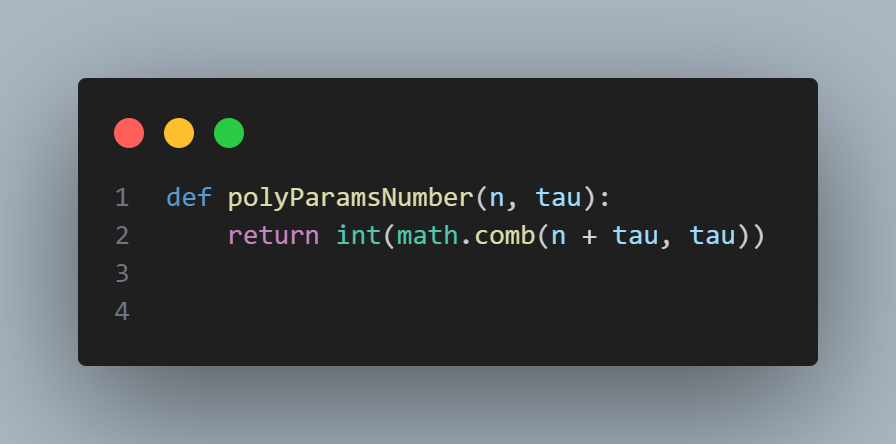 1 def polyParamsNumber(n, tau):
2     return int(math.comb(n + tau, tau))
3
4